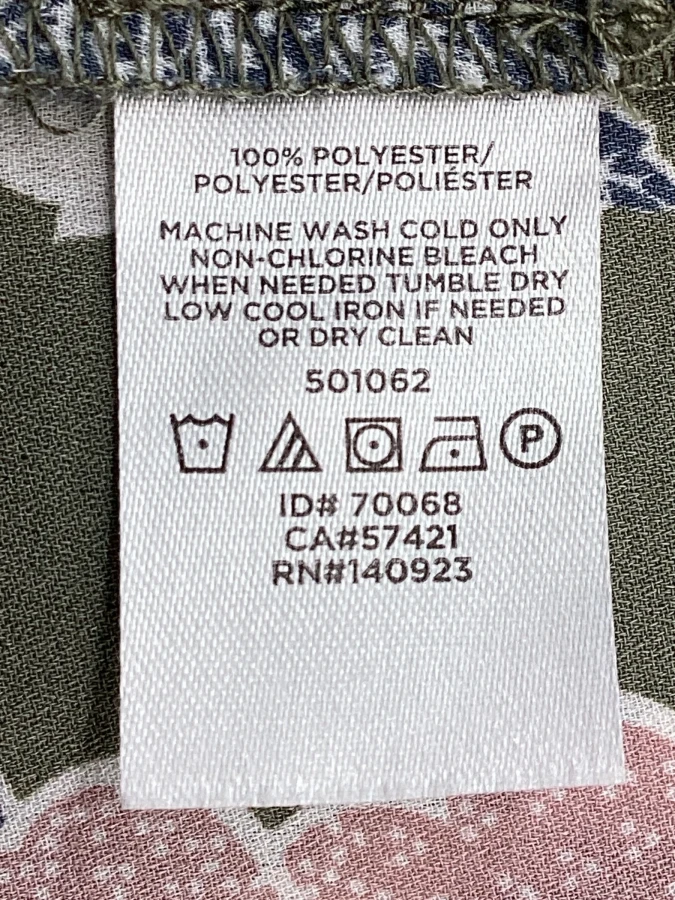 100% POLYESTER/
POLYESTER/POLIÉSTER
MACHINE WASH COLD ONLY
NON-CHLORINE BLEACH
WHEN NEEDED TUMBLE DRY
LOW COOL IRON IF NEEDED
OR DRY CLEAN
501062
P
ID# 70068
CA#57421
RN#140923